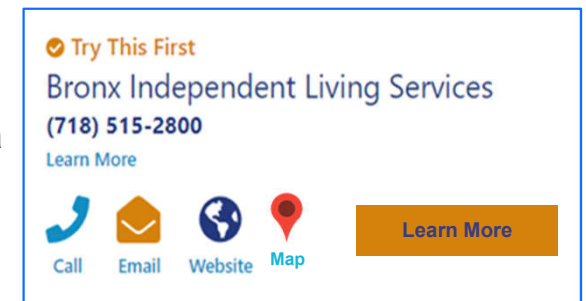 Try This First
Bronx Independent Living Services
(718) 515-2800
Learn More
Call Email Website Map
Learn More